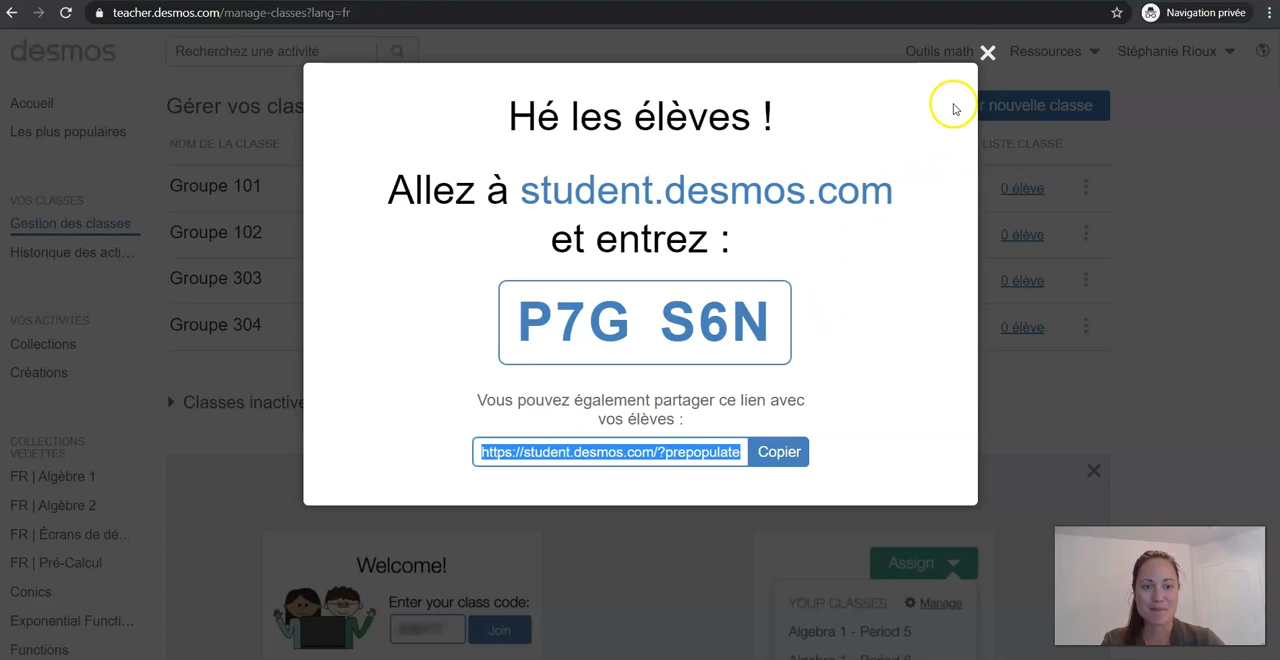 teacher.desmos.com/manage-classes?lang=fr
Navigation privée
desmos
Recherchez une activité
Outils math
Ressources
Stéphanie Rioux
Accueil
Les plus populaires
VOS CLASSES
Gestion des classes
Historique des acti...
VOS ACTIVITÉS
Collections
Créations
COLLECTIONS
VEDETTES
FR | Algèbre 1
FR | Algèbre 2
FR | Écrans de dé...
FR | Pré-Calcul
Conics
Exponential Functi...
Functions
Gérer vos clas
r nouvelle classe
NOM DE LA CLASSE
LISTE CLASSE
Groupe 101
0 élève
Groupe 102
0 élève
Groupe 303
0 élève
Groupe 304
0 élève
Classes inactive
Hé les élèves !
Allez à student.desmos.com
et entrez :
P7G S6N
Vous pouvez également partager ce lien avec
vos élèves :
https://student.desmos.com/?prepopulate
Copier
Welcome!
Enter your class code:
Join
Assign
YOUR CLASSES
Manage
Algebra 1 - Period 5